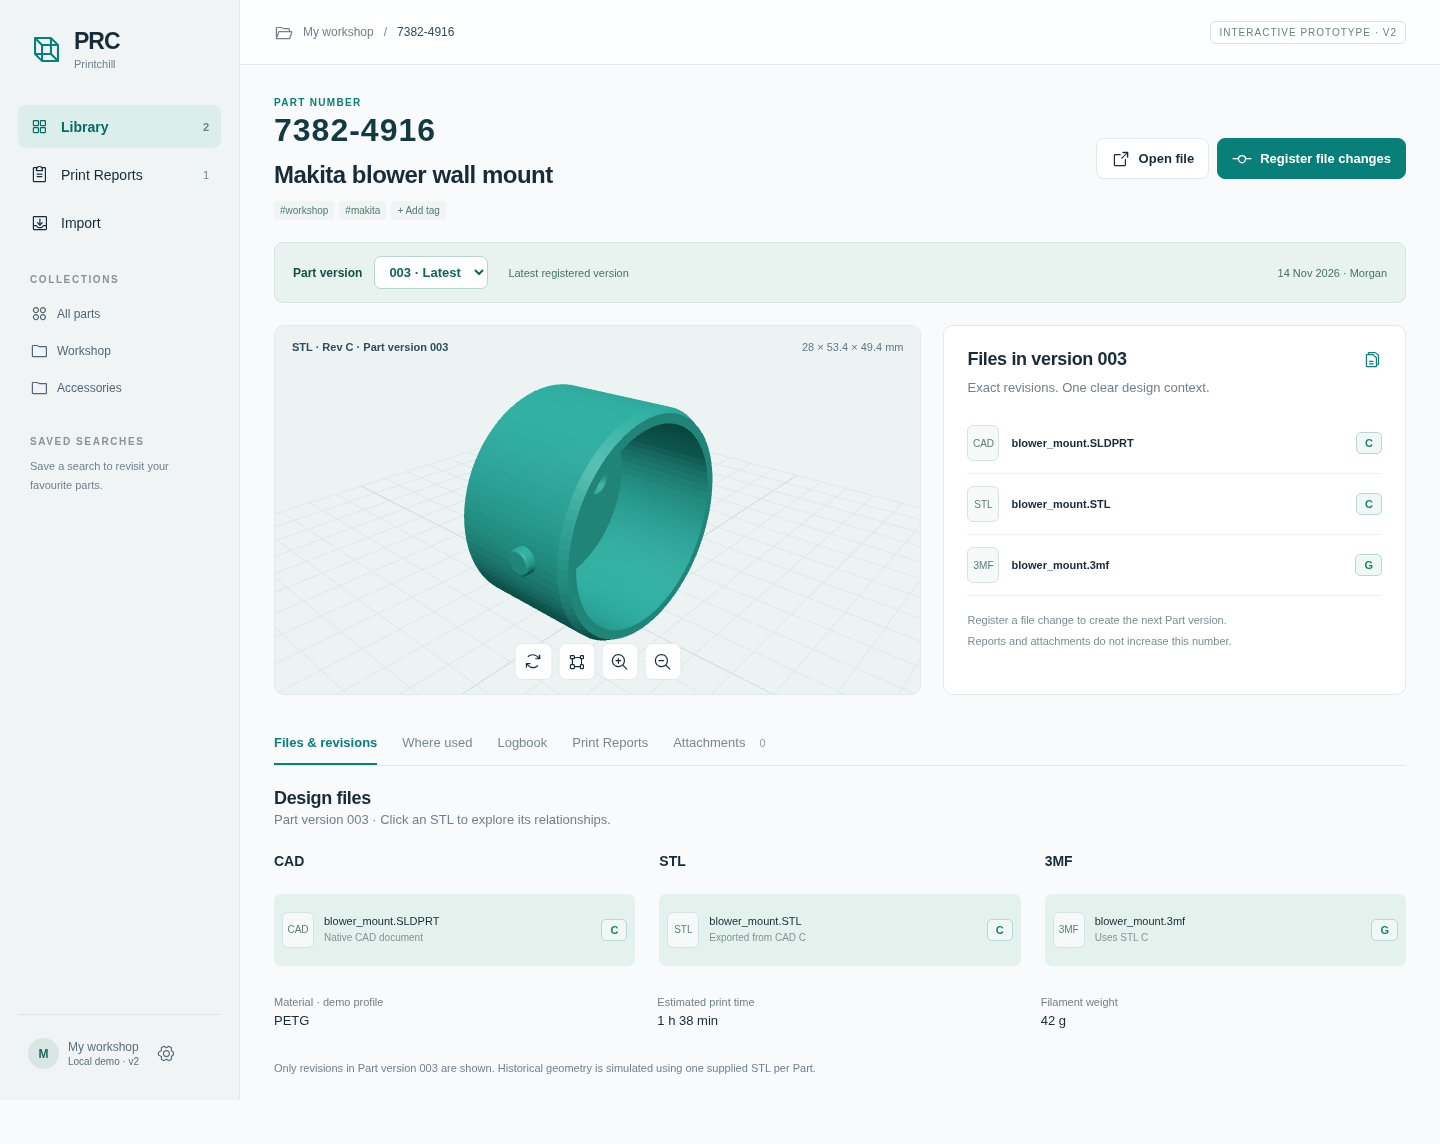 PRC
Printchill
Library 2
Print Reports 1
Import
COLLECTIONS
All parts
Workshop
Accessories
SAVED SEARCHES
Save a search to revisit your
favourite parts.
M
My workshop
Local demo · v2
My workshop / 7382-4916
INTERACTIVE PROTOTYPE · V2
PART NUMBER
7382-4916
Makita blower wall mount
#workshop #makita + Add tag
Open file
Register file changes
Part version 003 · Latest Latest registered version 14 Nov 2026 · Morgan
STL · Rev C · Part version 003 28 × 53.4 × 49.4 mm
Files in version 003
Exact revisions. One clear design context.
CAD blower_mount.SLDPRT C
STL blower_mount.STL C
3MF blower_mount.3mf G
Register a file change to create the next Part version.
Reports and attachments do not increase this number.
Files & revisions Where used Logbook Print Reports Attachments 0
Design files
Part version 003 · Click an STL to explore its relationships.
CAD
CAD blower_mount.SLDPRT C
Native CAD document
STL
STL blower_mount.STL C
Exported from CAD C
3MF
3MF blower_mount.3mf G
Uses STL C
Material · demo profile
PETG
Estimated print time
1 h 38 min
Filament weight
42 g
Only revisions in Part version 003 are shown. Historical geometry is simulated using one supplied STL per Part.